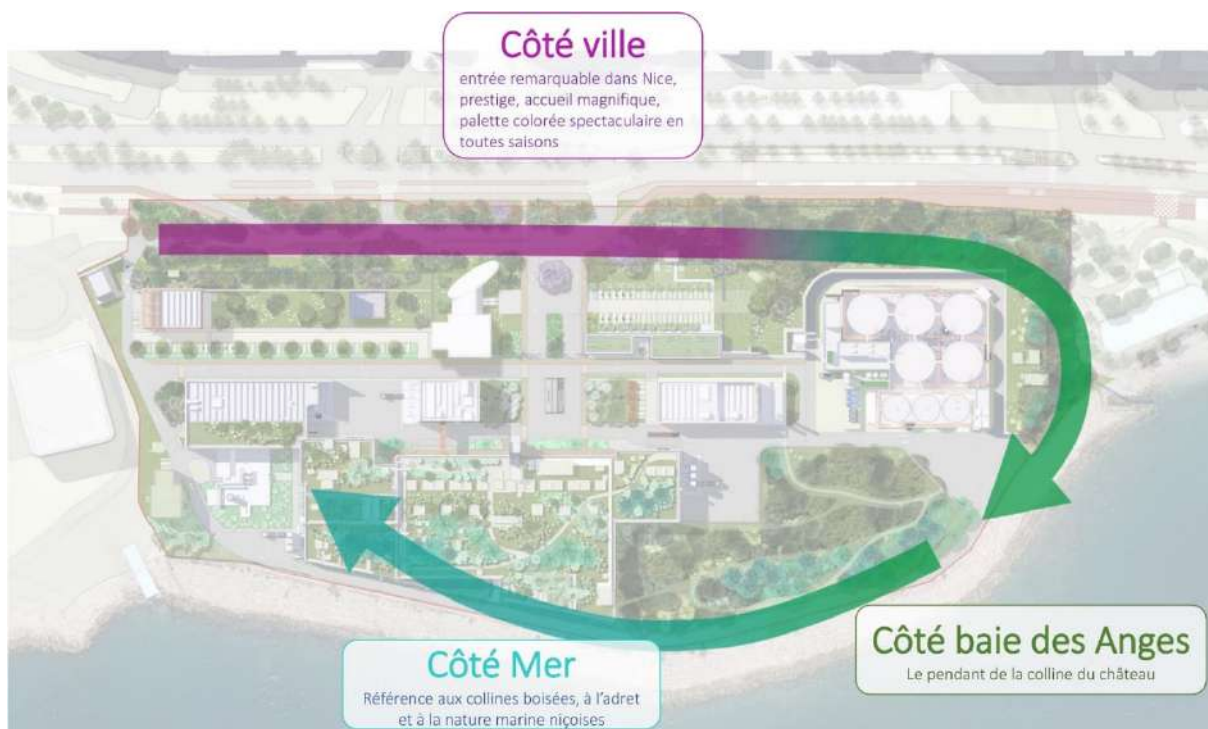 Côté ville
entrée remarquable dans Nice,
prestige, accueil magnifique,
palette colorée spectaculaire en
toutes saisons
Côté baie des Anges
Le pendant de la colline du château
Côté Mer
Référence aux collines boisées, à l'adret
et à la nature marine niçoises